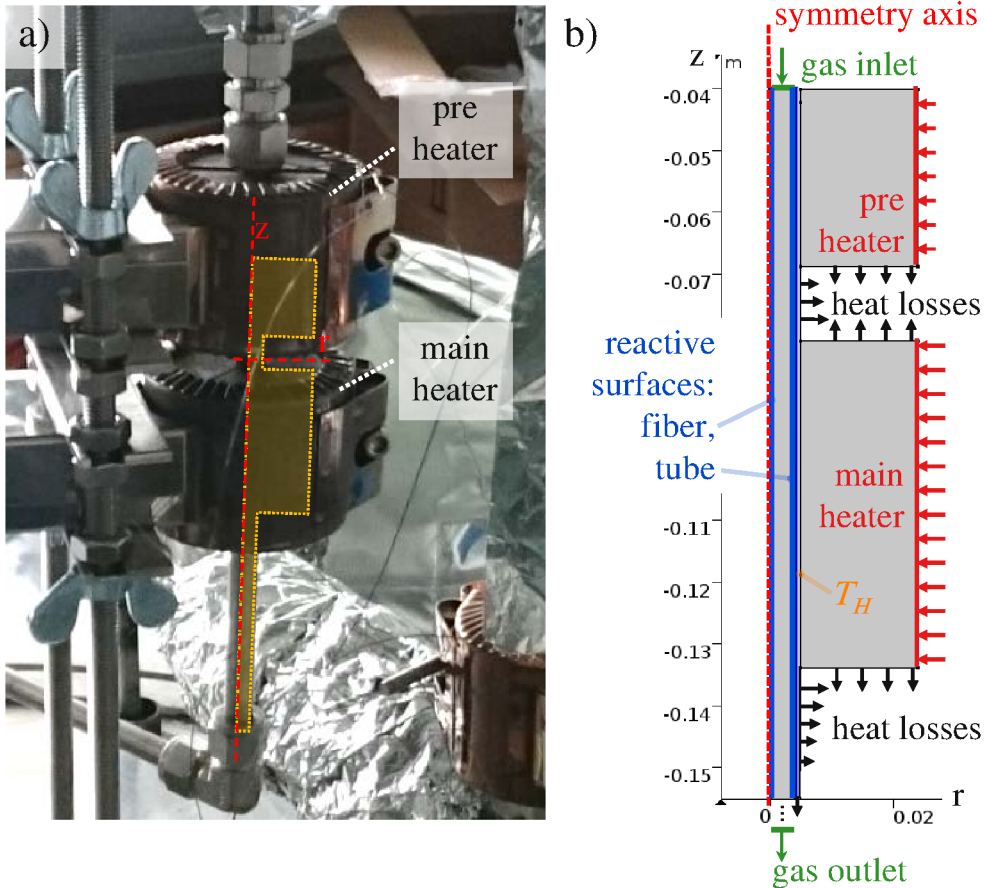 a)
pre
heater
z
r
main
heater
b)
symmetry axis
z
m
gas inlet
-0.04
-0.05
-0.06
-0.07
-0.11
-0.12
-0.13
-0.14
-0.15
pre
heater
heat losses
reactive
surfaces:
fiber,
tube
main
heater
T_H
heat losses
0
0.02
r
gas outlet